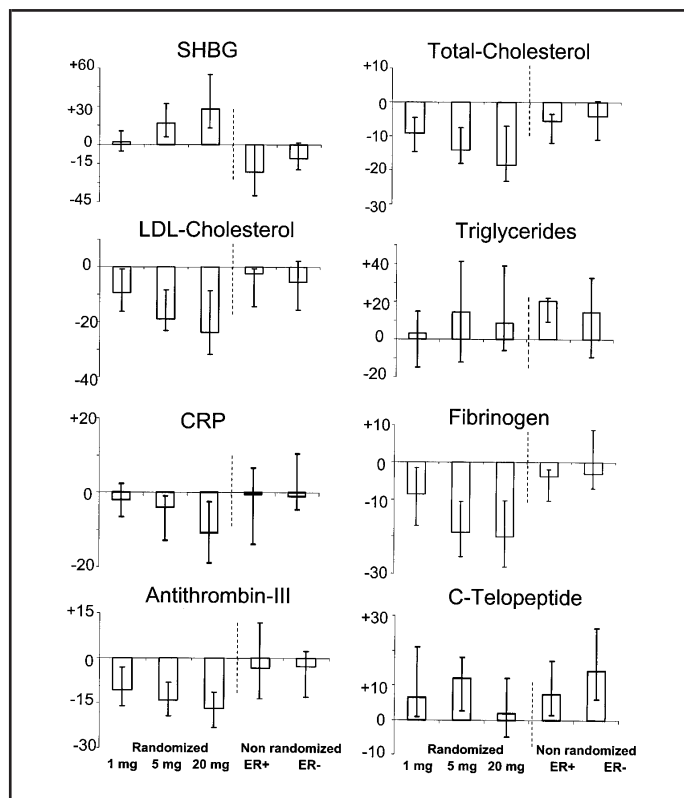 SHBG
+60
+30
0
-15
-45
Total-Cholesterol
+10
0
-10
-20
-30
LDL-Cholesterol
0
-20
-40
Triglycerides
+40
+20
0
-20
CRP
+20
0
-20
Fibrinogen
+10
0
-10
-30
Antithrombin-III
+15
0
-15
-30
Randomized Non randomized
1 mg 5 mg 20 mg ER+ ER-
C-Telopeptide
+30
+10
0
-10
Randomized Non randomized
1 mg 5 mg 20 mg ER+ ER-